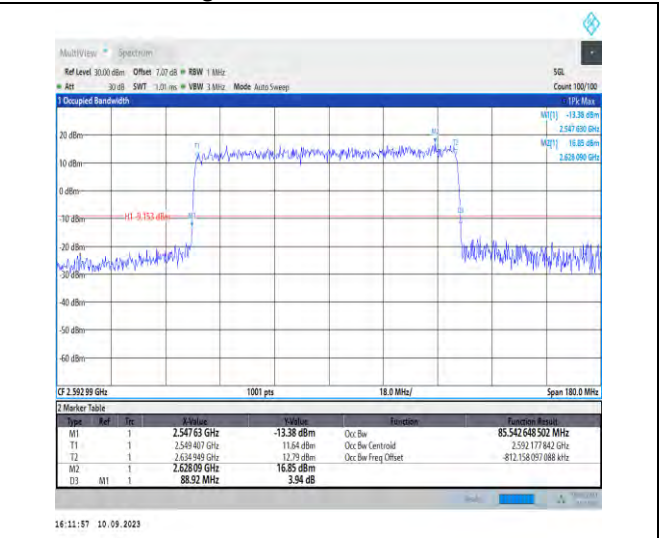 MultiView Spectrum
Ref Level 30.00 dBm Offset 7.07 dB RBW 1 MHz SGL
Att 30 dB SWT 1.01 ms VBW 3 MHz Mode Auto Sweep Count 100/100
1 Occupied Bandwidth 1Pk Max
M1[1] -13.38 dBm
2.547 630 GHz
20 dBm M2[1] 16.85 dBm
2.628 090 GHz
M2
T1 T2
10 dBm
0 dBm
D3
-10 dBm H1 -9.153 dBm M1
-20 dBm
-30 dBm
-40 dBm
-50 dBm
-60 dBm
CF 2.592 99 GHz 1001 pts 18.0 MHz/ Span 180.0 MHz
2 Marker Table
Type Ref Trc X-Value Y-Value Function Function Result
M1 1 2.547 63 GHz -13.38 dBm Occ Bw 85.542 648 502 MHz
T1 1 2.549 407 GHz 11.64 dBm Occ Bw Centroid 2.592 177 842 GHz
T2 1 2.634 949 GHz 12.79 dBm Occ Bw Freq Offset -812.158 097 088 kHz
M2 1 2.628 09 GHz 16.85 dBm
D3 M1 1 88.92 MHz 3.94 dB
16:11:57 10.09.2023